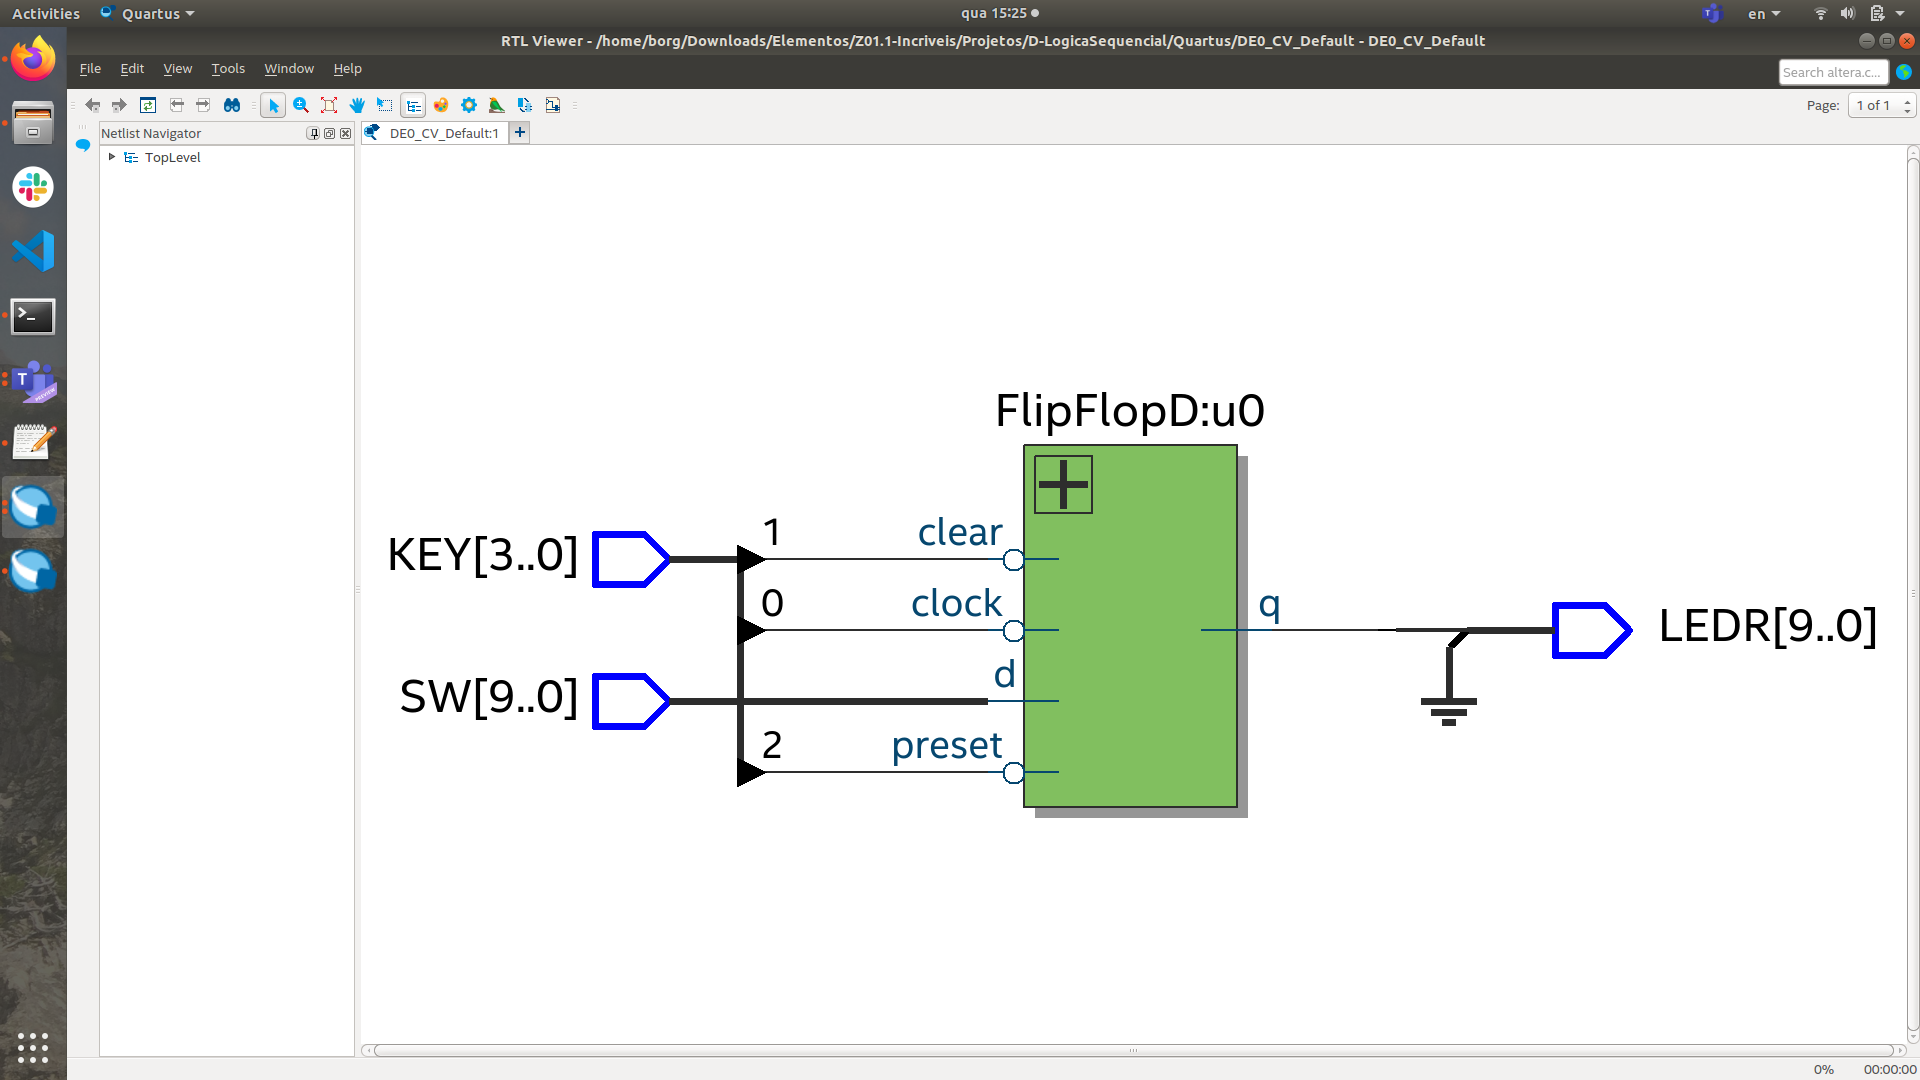 Activities
Quartus
qua 15:25
en
RTL Viewer - /home/borg/Downloads/Elementos/Z01.1-Incriveis/Projetos/D-LogicaSequencial/Quartus/DE0_CV_Default - DE0_CV_Default
File Edit View Tools Window Help
Search altera.c...
Page: 1 of 1
Netlist Navigator
DE0_CV_Default:1
TopLevel
FlipFlopD:u0
KEY[3..0]
1
clear
0
clock
SW[9..0]
d
2
preset
q
LEDR[9..0]
0% 00:00:00